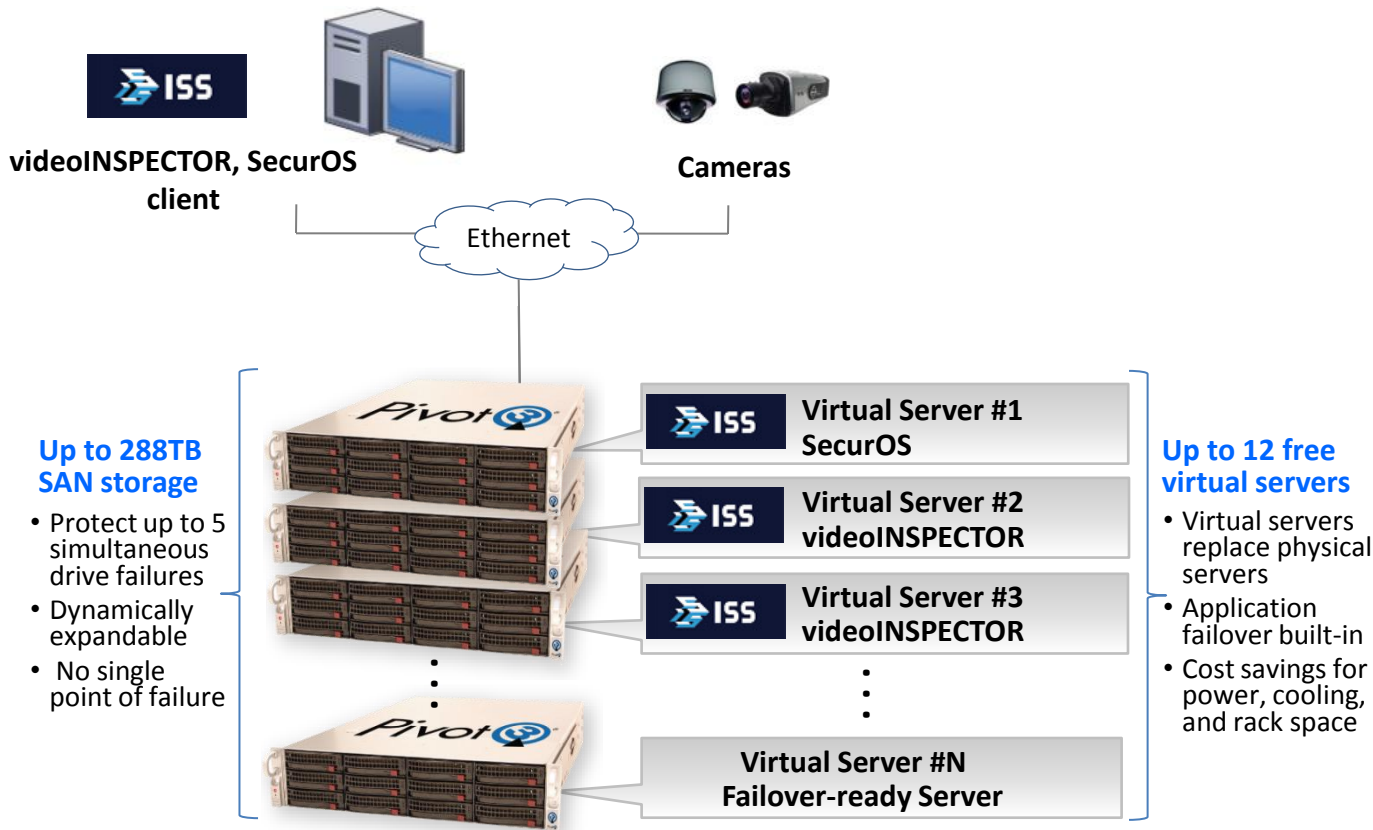 ISS
videoINSPECTOR, SecurOS
client
Cameras
Ethernet
Up to 288TB
SAN storage
• Protect up to 5
simultaneous
drive failures
• Dynamically
expandable
• No single
point of failure
Pivot3
ISS
Virtual Server #1
SecurOS
ISS
Virtual Server #2
videoINSPECTOR
ISS
Virtual Server #3
videoINSPECTOR
Pivot3
Virtual Server #N
Failover-ready Server
Up to 12 free
virtual servers
• Virtual servers
replace physical
servers
• Application
failover built-in
• Cost savings for
power, cooling,
and rack space